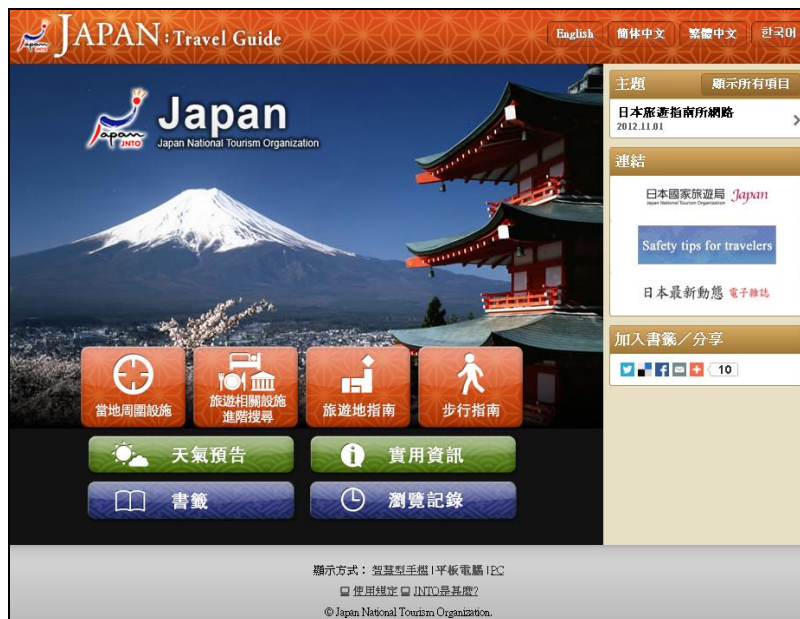 JAPAN:Travel Guide
English 简体中文 繁體中文 한국어
Japan
Japan National Tourism Organization
Japan
JNTO
當地周圍設施
旅遊相關設施
進階搜尋
旅遊地指南
步行指南
天氣預告
實用資訊
書籤
瀏覽記錄
主題 顯示所有項目
日本旅遊指南所網路
2012.11.01
連結
日本國家旅遊局 Japan
Japan National Tourism Organization
Safety tips for travelers
日本最新動態 電子雜誌
加入書籤／分享
10
顯示方式： 智慧型手機 | 平板電腦 | PC
使用規定 JNTO是甚麼?
© Japan National Tourism Organization.